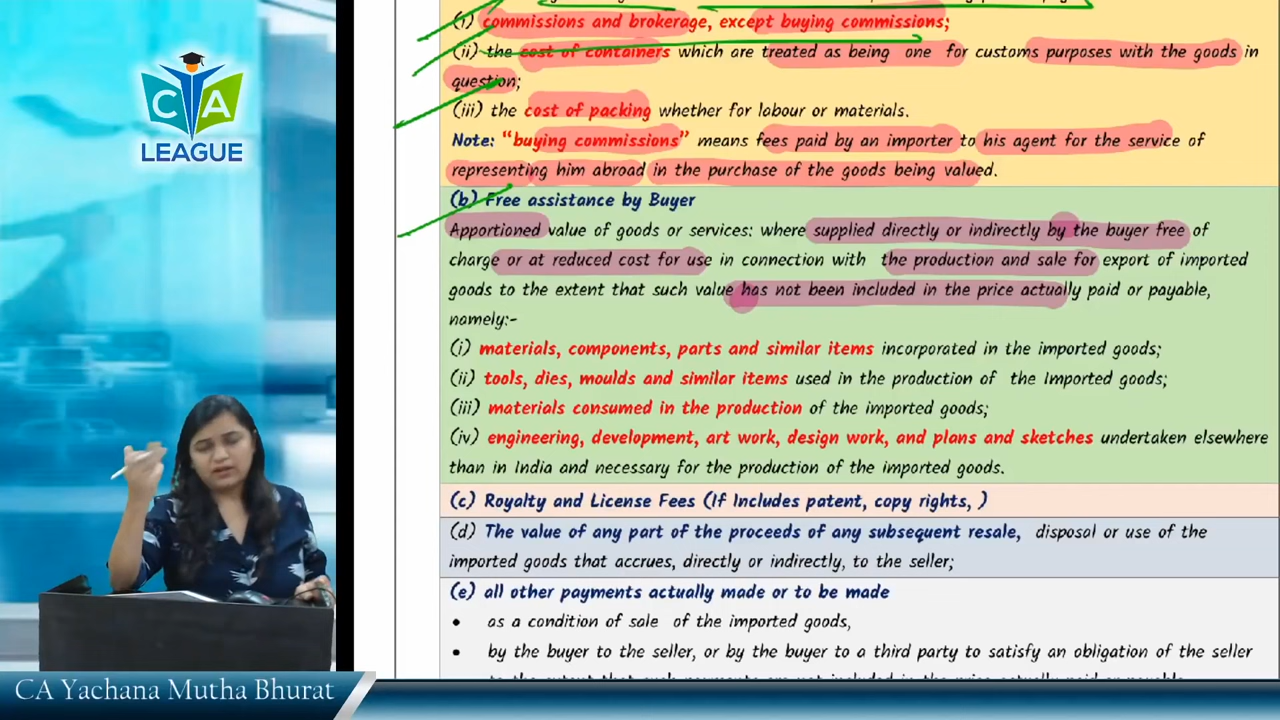 (i) commissions and brokerage, except buying commissions;
(ii) the cost of containers which are treated as being one for customs purposes with the goods in
question;
(iii) the cost of packing whether for labour or materials.
Note: "buying commissions" means fees paid by an importer to his agent for the service of
representing him abroad in the purchase of the goods being valued.
(b) Free assistance by Buyer
Apportioned value of goods or services: where supplied directly or indirectly by the buyer free of
charge or at reduced cost for use in connection with the production and sale for export of imported
goods to the extent that such value has not been included in the price actually paid or payable,
namely:-
(i) materials, components, parts and similar items incorporated in the imported goods;
(ii) tools, dies, moulds and similar items used in the production of the Imported goods;
(iii) materials consumed in the production of the imported goods;
(iv) engineering, development, art work, design work, and plans and sketches undertaken elsewhere
than in India and necessary for the production of the imported goods.
(c) Royalty and License Fees (If Includes patent, copy rights, )
(d) The value of any part of the proceeds of any subsequent resale, disposal or use of the
imported goods that accrues, directly or indirectly, to the seller;
(e) all other payments actually made or to be made
• as a condition of sale of the imported goods,
• by the buyer to the seller, or by the buyer to a third party to satisfy an obligation of the seller
CA
LEAGUE
CA Yachana Mutha Bhurat